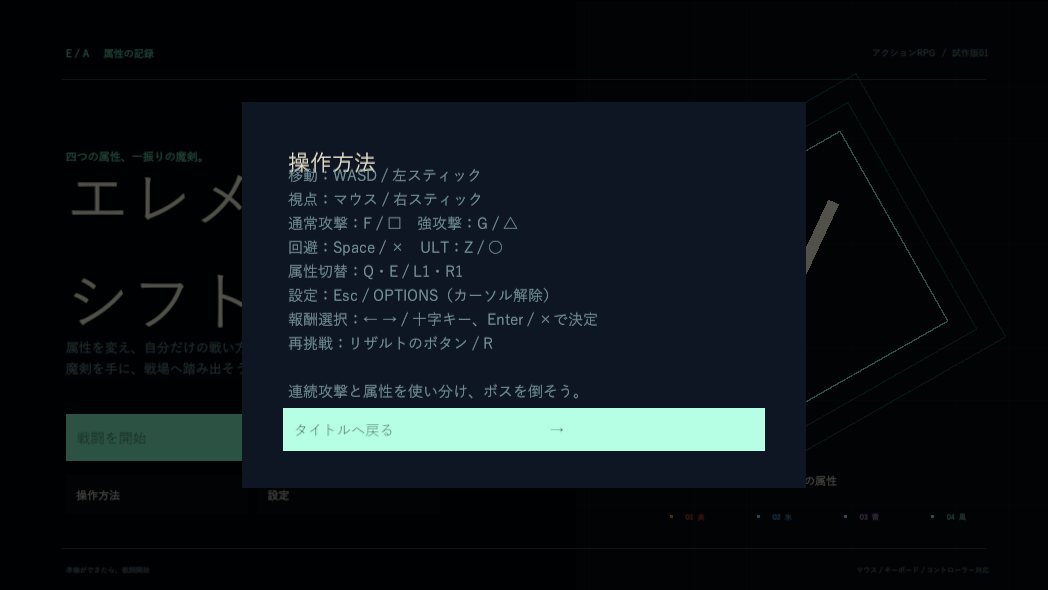 E / A 属性の記録
アクションRPG / 試作版01
四つの属性、一振りの魔剣。
エレメ
シフト
属性を変え、自分だけの戦い
魔剣を手に、戦場へ踏み出そう
戦闘を開始
操作方法
設定
操作方法
移動：WASD / 左スティック
視点：マウス / 右スティック
通常攻撃：F / □ 強攻撃：G / △
回避：Space / × ULT：Z / ○
属性切替：Q・E / L1・R1
設定：Esc / OPTIONS（カーソル解除）
報酬選択：← → / 十字キー、Enter / ×で決定
再挑戦：リザルトのボタン / R
連続攻撃と属性を使い分け、ボスを倒そう。
タイトルへ戻る →
の属性
01 炎 02 氷 03 雷 04 風
準備ができたら、戦闘開始
マウス / キーボード / コントローラー対応